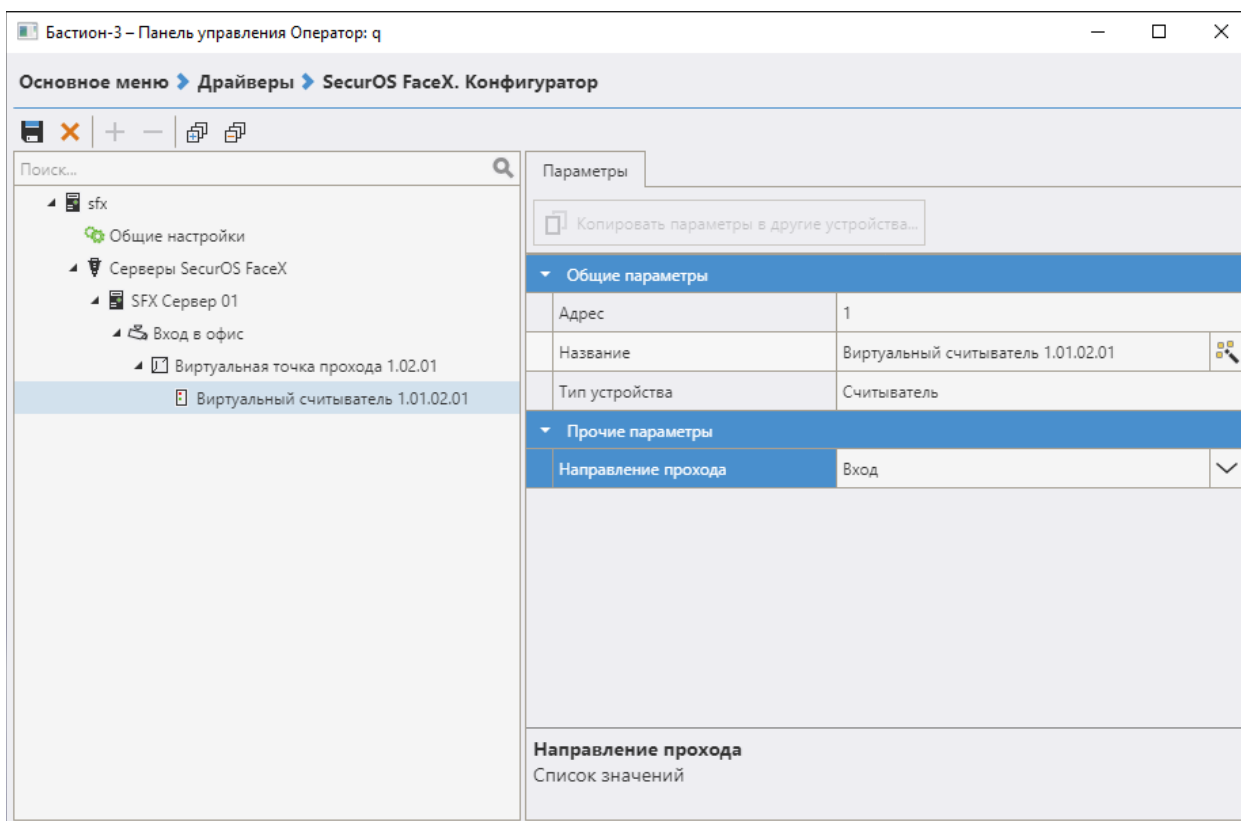 Бастион-3 – Панель управления Оператор: q
Основное меню Драйверы SecurOS FaceX. Конфигуратор
Поиск...
sfx
Общие настройки
Серверы SecurOS FaceX
SFX Сервер 01
Вход в офис
Виртуальная точка прохода 1.02.01
Виртуальный считыватель 1.01.02.01
Параметры
Копировать параметры в другие устройства...
Общие параметры
Адрес 1
Название Виртуальный считыватель 1.01.02.01
Тип устройства Считыватель
Прочие параметры
Направление прохода Вход
Направление прохода
Список значений